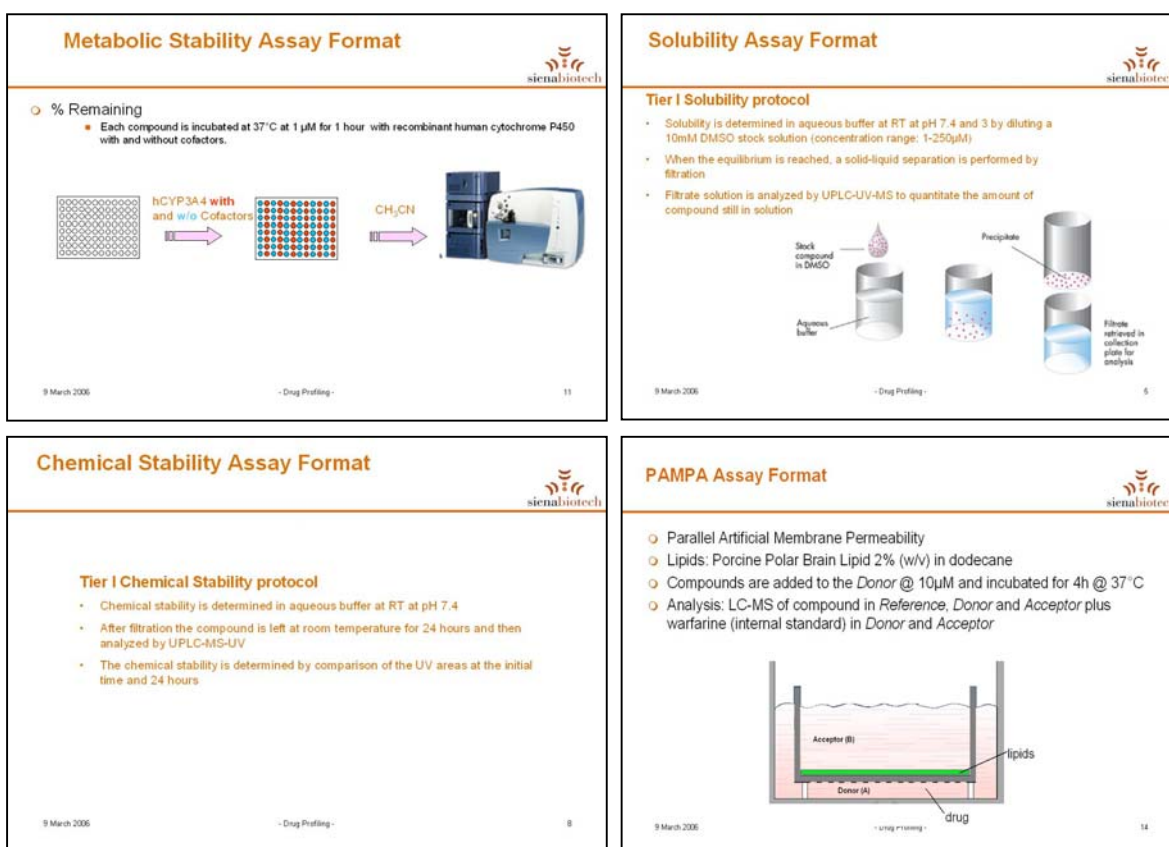 Metabolic Stability Assay Format
sienabiotech
% Remaining
Each compound is incubated at 37°C at 1 µM for 1 hour with recombinant human cytochrome P450
with and without cofactors.
hCYP3A4 with
and w/o Cofactors
CH3CN
9 March 2006
- Drug Profiling -
11
Solubility Assay Format
sienabiotec
Tier I Solubility protocol
Solubility is determined in aqueous buffer at RT at pH 7.4 and 3 by diluting a
10mM DMSO stock solution (concentration range: 1-250µM)
When the equilibrium is reached, a solid-liquid separation is performed by
filtration
Filtrate solution is analyzed by UPLC-UV-MS to quantitate the amount of
compound still in solution
Stock
compound
in DMSO
Precipitate
Aqueous
buffer
Filtrate
retrieved in
collection
plate for
analysis
9 March 2006
- Drug Profiling -
Chemical Stability Assay Format
sienabiotech
Tier I Chemical Stability protocol
Chemical stability is determined in aqueous buffer at RT at pH 7.4
After filtration the compound is left at room temperature for 24 hours and then
analyzed by UPLC-MS-UV
The chemical stability is determined by comparison of the UV areas at the initial
time and 24 hours
9 March 2006
- Drug Profiling -
8
PAMPA Assay Format
sienabiotec
Parallel Artificial Membrane Permeability
Lipids: Porcine Polar Brain Lipid 2% (w/v) in dodecane
Compounds are added to the Donor @ 10µM and incubated for 4h @ 37°C
Analysis: LC-MS of compound in Reference, Donor and Acceptor plus
warfarine (internal standard) in Donor and Acceptor
Acceptor (B)
lipids
Donor (A)
drug
9 March 2006
- Drug Profiling -
14